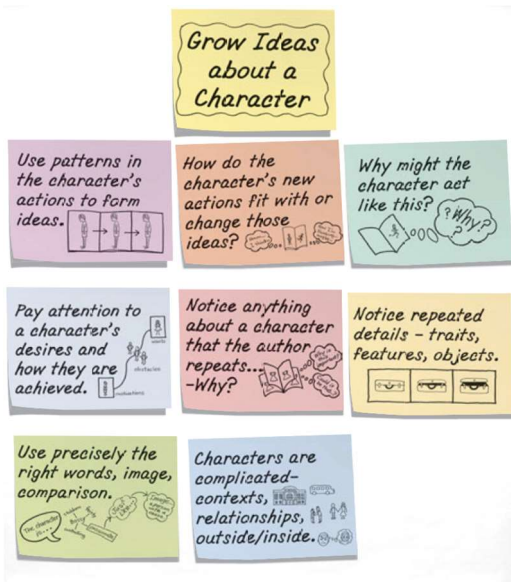 Grow Ideas
about a
Character
Use patterns in
the character's
actions to form
ideas.
How do the
character's new
actions fit with or
change those
ideas?
Why might the
character act
like this?
?Why?
?
Pay attention to
a character's
desires and
how they are
achieved.
wants
obstacles
motivations
Notice anything
about a character
that the author
repeats...
-Why?
Notice repeated
details – traits,
features, objects.
Use precisely the
right words, image,
comparison.
The character
is...
Characters are
complicated–
contexts,
relationships,
outside/inside.